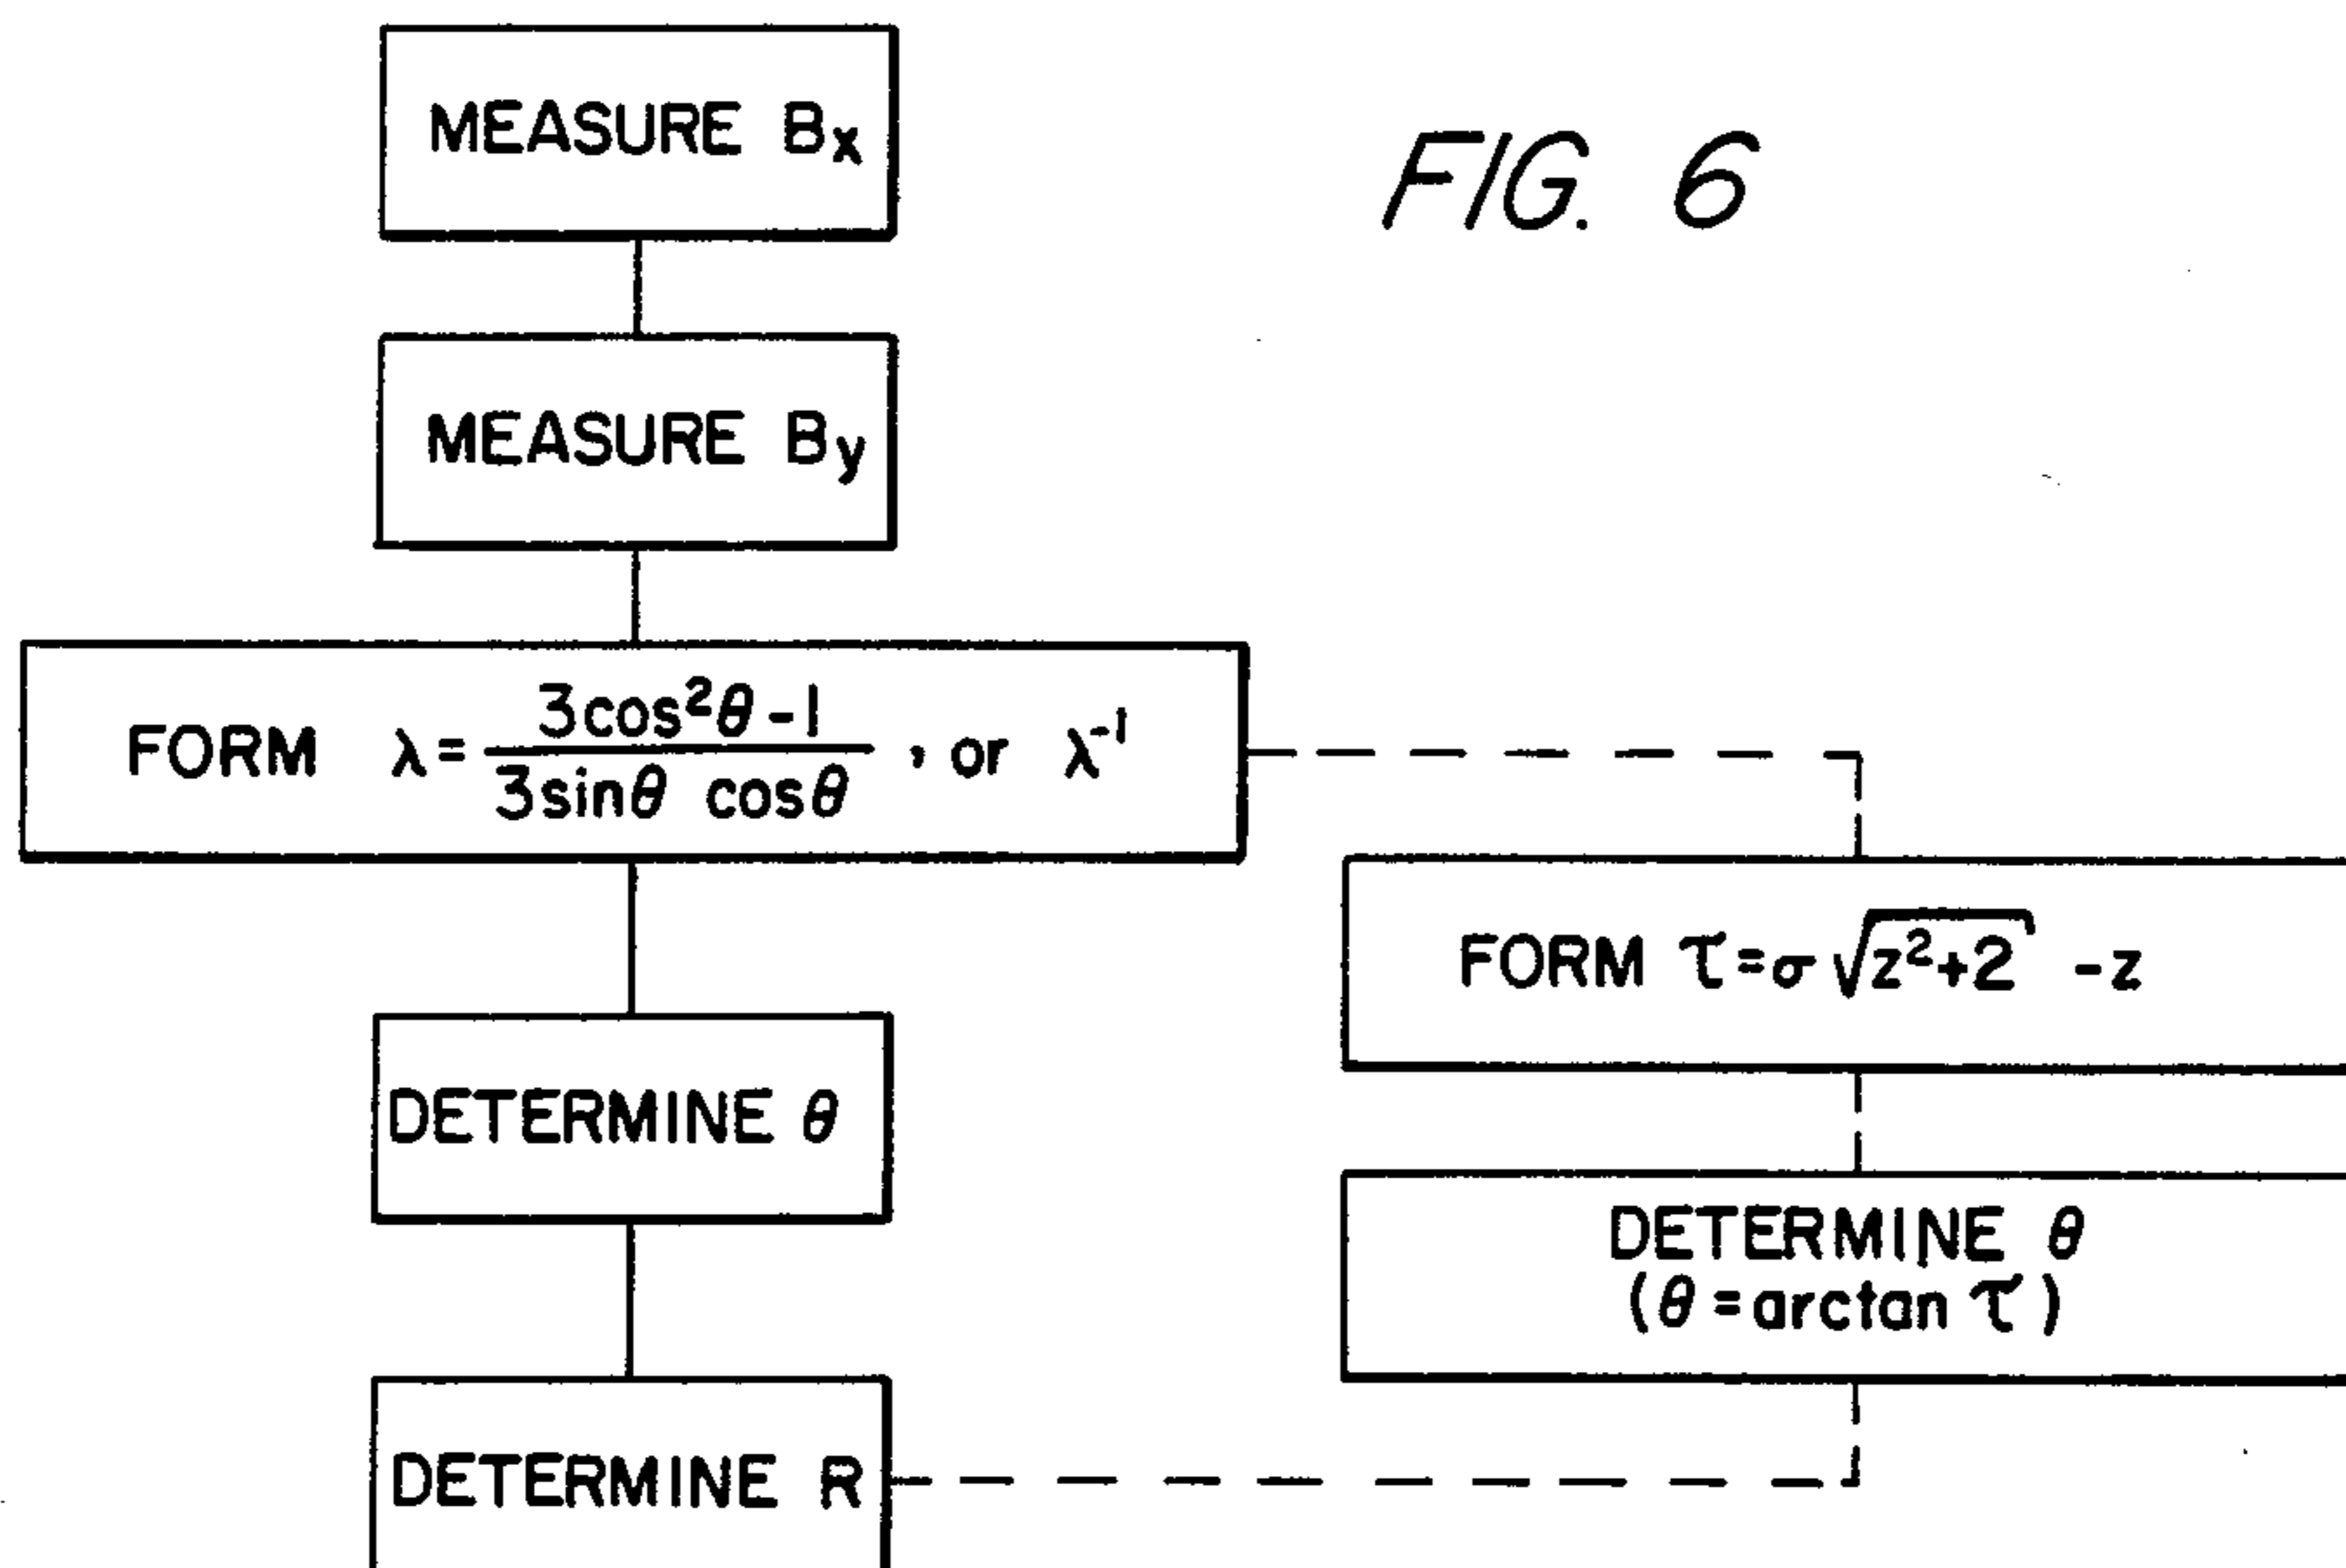 MEASURE Bx
FIG. 6
MEASURE By
FORM λ = 3cos²θ - 1 / 3sinθ cosθ , or λ⁻¹
FORM τ = σ √z²+2 - z
DETERMINE θ
DETERMINE θ
(θ = arctan τ)
DETERMINE R